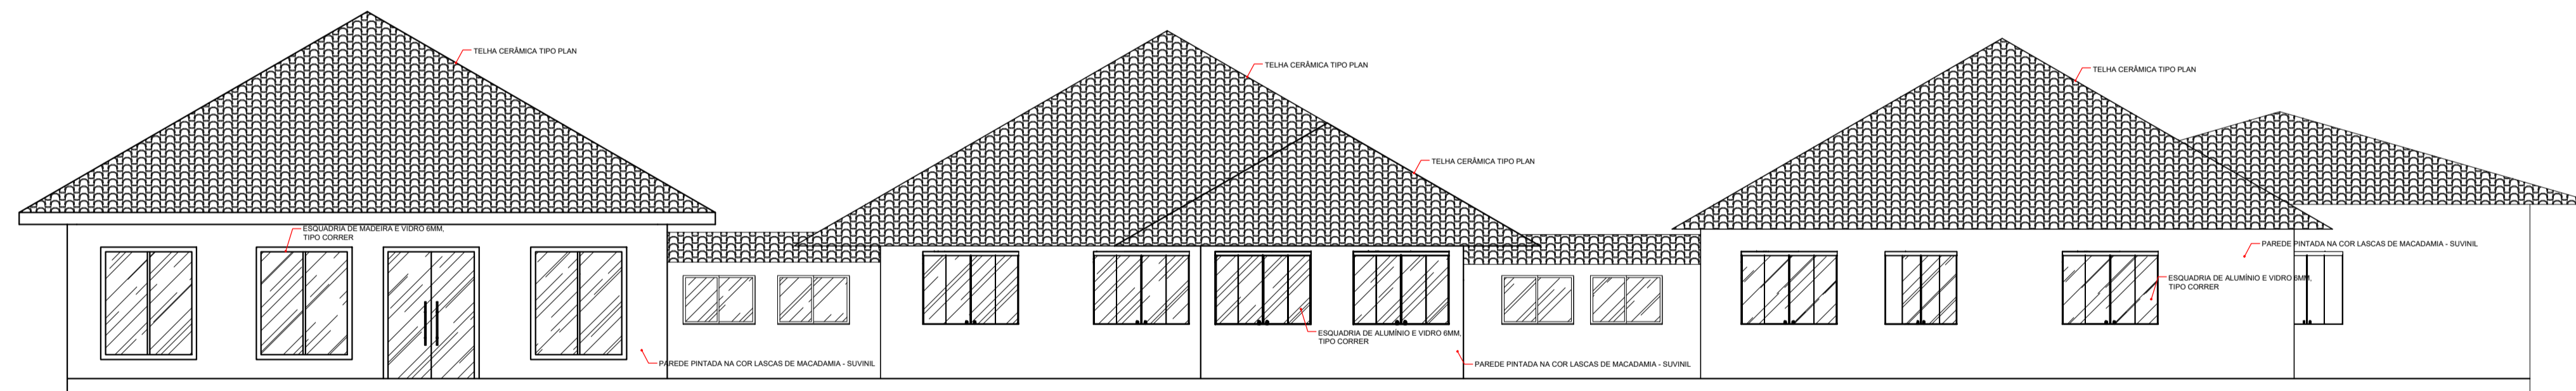 TELHA CERÂMICA TIPO PLAN
TELHA CERÂMICA TIPO PLAN
TELHA CERÂMICA TIPO PLAN
TELHA CERÂMICA TIPO PLAN
ESQUADRIA DE MADEIRA E VIDRO 6MM,
TIPO CORRER
PAREDE PINTADA NA COR LASCAS DE MACADAMIA - SUVINIL
ESQUADRIA DE ALUMÍNIO E VIDRO 6MM,
TIPO CORRER
ESQUADRIA DE ALUMÍNIO E VIDRO 6MM,
TIPO CORRER
PAREDE PINTADA NA COR LASCAS DE MACADAMIA - SUVINIL
PAREDE PINTADA NA COR LASCAS DE MACADAMIA - SUVINIL